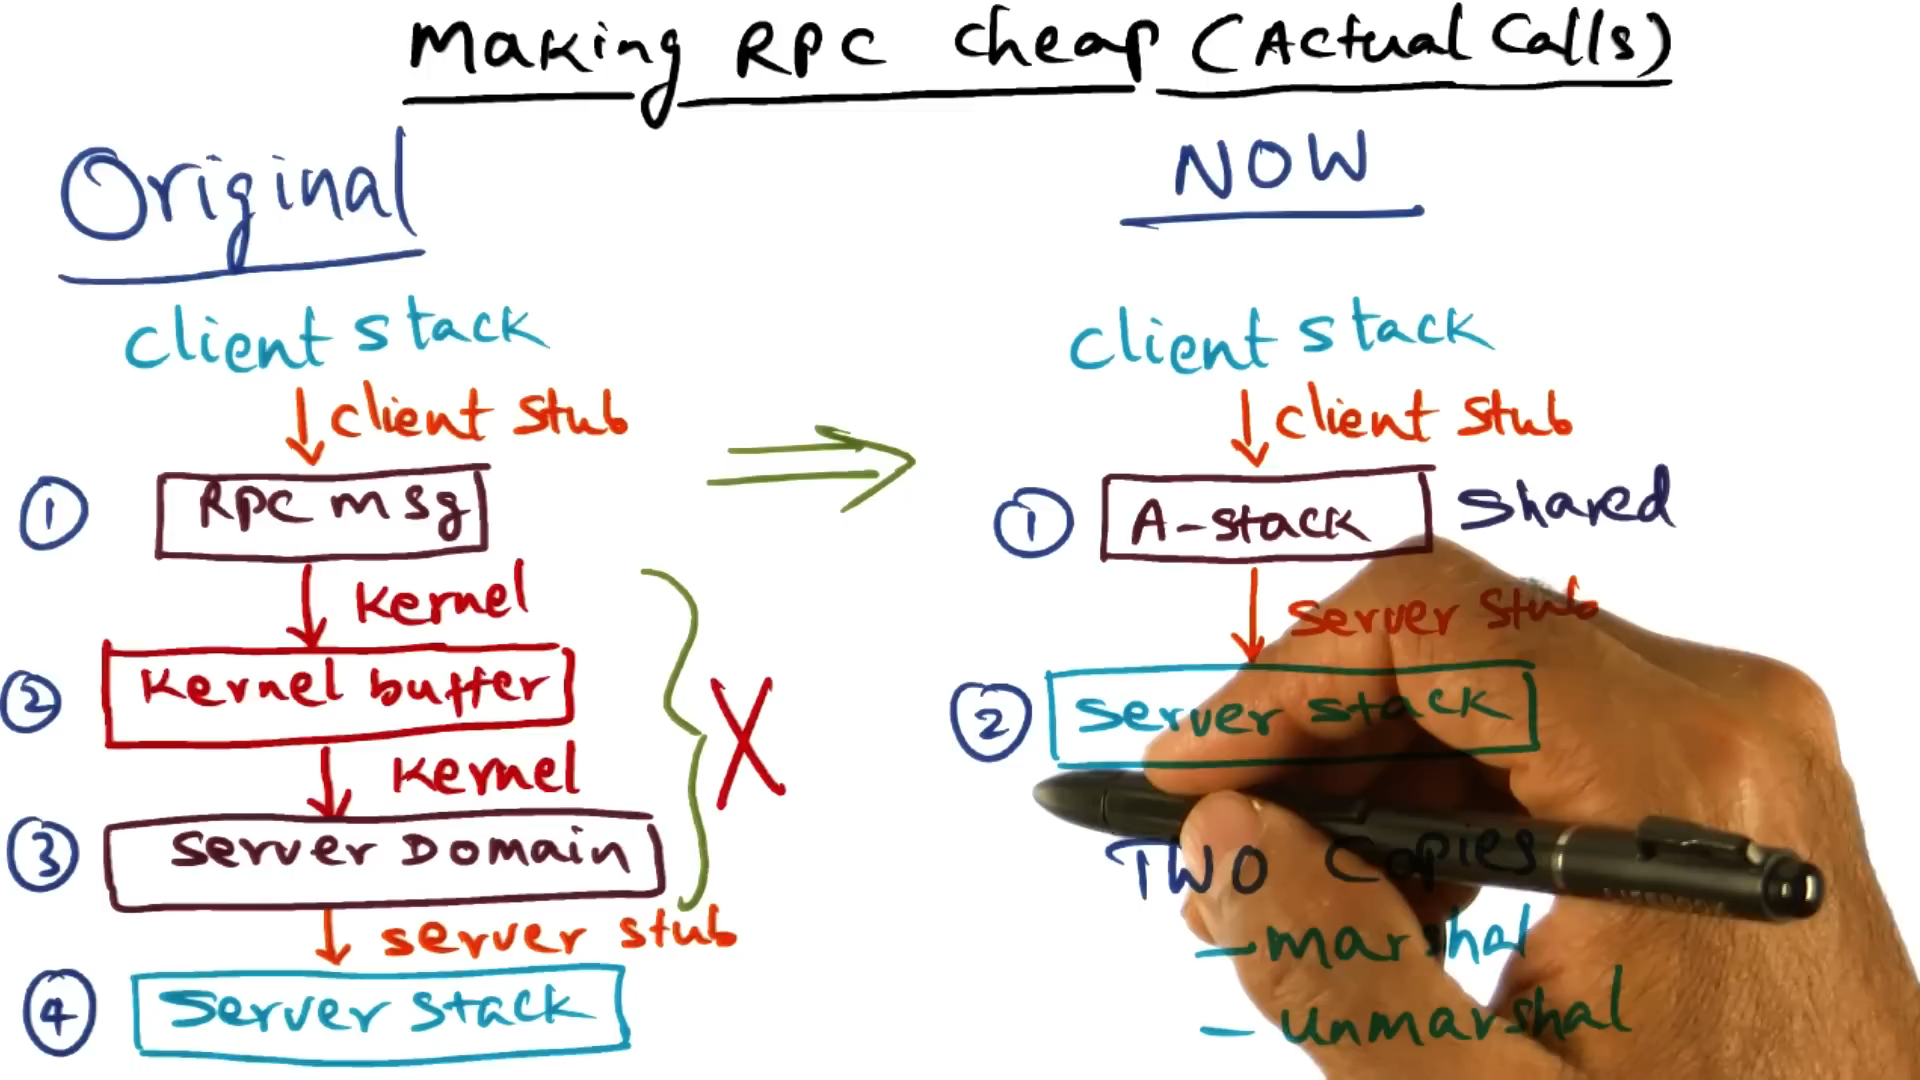 Making RPC cheap (Actual Calls)
Original
client stack
client stub
1
RPC msg
kernel
2
Kernel buffer
kernel
3
Server Domain
server stub
4
Server stack
X
NOW
client stack
client stub
1
A-stack
Shared
server stub
2
Server stack
TWO Copies
- marshal
- unmarshal